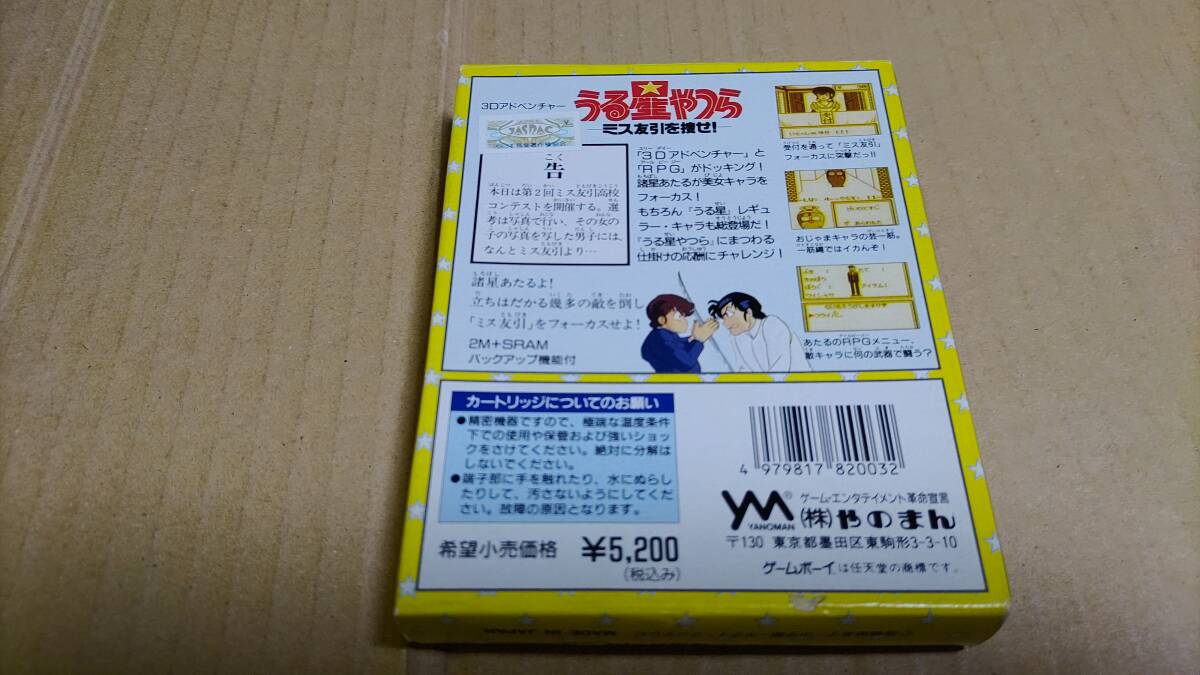 3Dアドベンチャー
うる星やつら
ミス友引を捜せ!
JASRAC
こく
告
本日は第2回ミス友引高校
コンテストを開催する。選
考は写真で行い、その女の
子の写真を写した男子には、
なんとミス友引より…
諸星あたるよ!
立ちはだかる幾多の敵を倒し
「ミス友引」をフォーカスせよ!
2M+SRAM
バックアップ機能付
「3Dアドベンチャー」と
「RPG」がドッキング!
諸星あたるが美女キャラを
フォーカス!
もちろん「うる星」レギュ
ラー・キャラも総登場だ!
『うる星やつら』にまつわる
仕掛けの応酬にチャレンジ!
受付を通って「ミス友引」
フォーカスに突撃だっ!!
おじゃまキャラの芸一筋。
一筋縄ではイカんぞ!
あたるのRPGメニュー、
敵キャラに何の武器で闘う?
カートリッジについてのお願い
●精密機器ですので、極端な温度条件
下での使用や保管および強いショッ
クをさけてください。絶対に分解は
しないでください。
●端子部に手を触れたり、水にぬらし
たりして、汚さないようにしてくだ
さい。故障の原因となります。
希望小売価格 ¥5,200
(税込み)
4 979817 820032
YM®
YANOMAN
ゲーム・エンタテイメント革命宣言
(株)やのまん
〒130 東京都墨田区東駒形3-3-10
ゲームボーイは任天堂の商標です。
MADE IN JAPAN